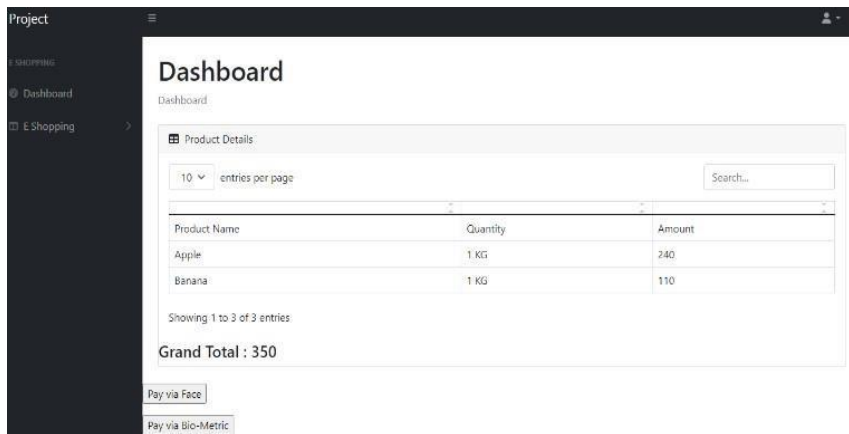 Project
E SHOPPING
Dashboard
E Shopping
Dashboard
Dashboard
Product Details
10 entries per page
Search...
Product Name Quantity Amount
Apple 1 KG 240
Banana 1 KG 110
Showing 1 to 3 of 3 entries
Grand Total : 350
Pay via Face
Pay via Bio-Metric